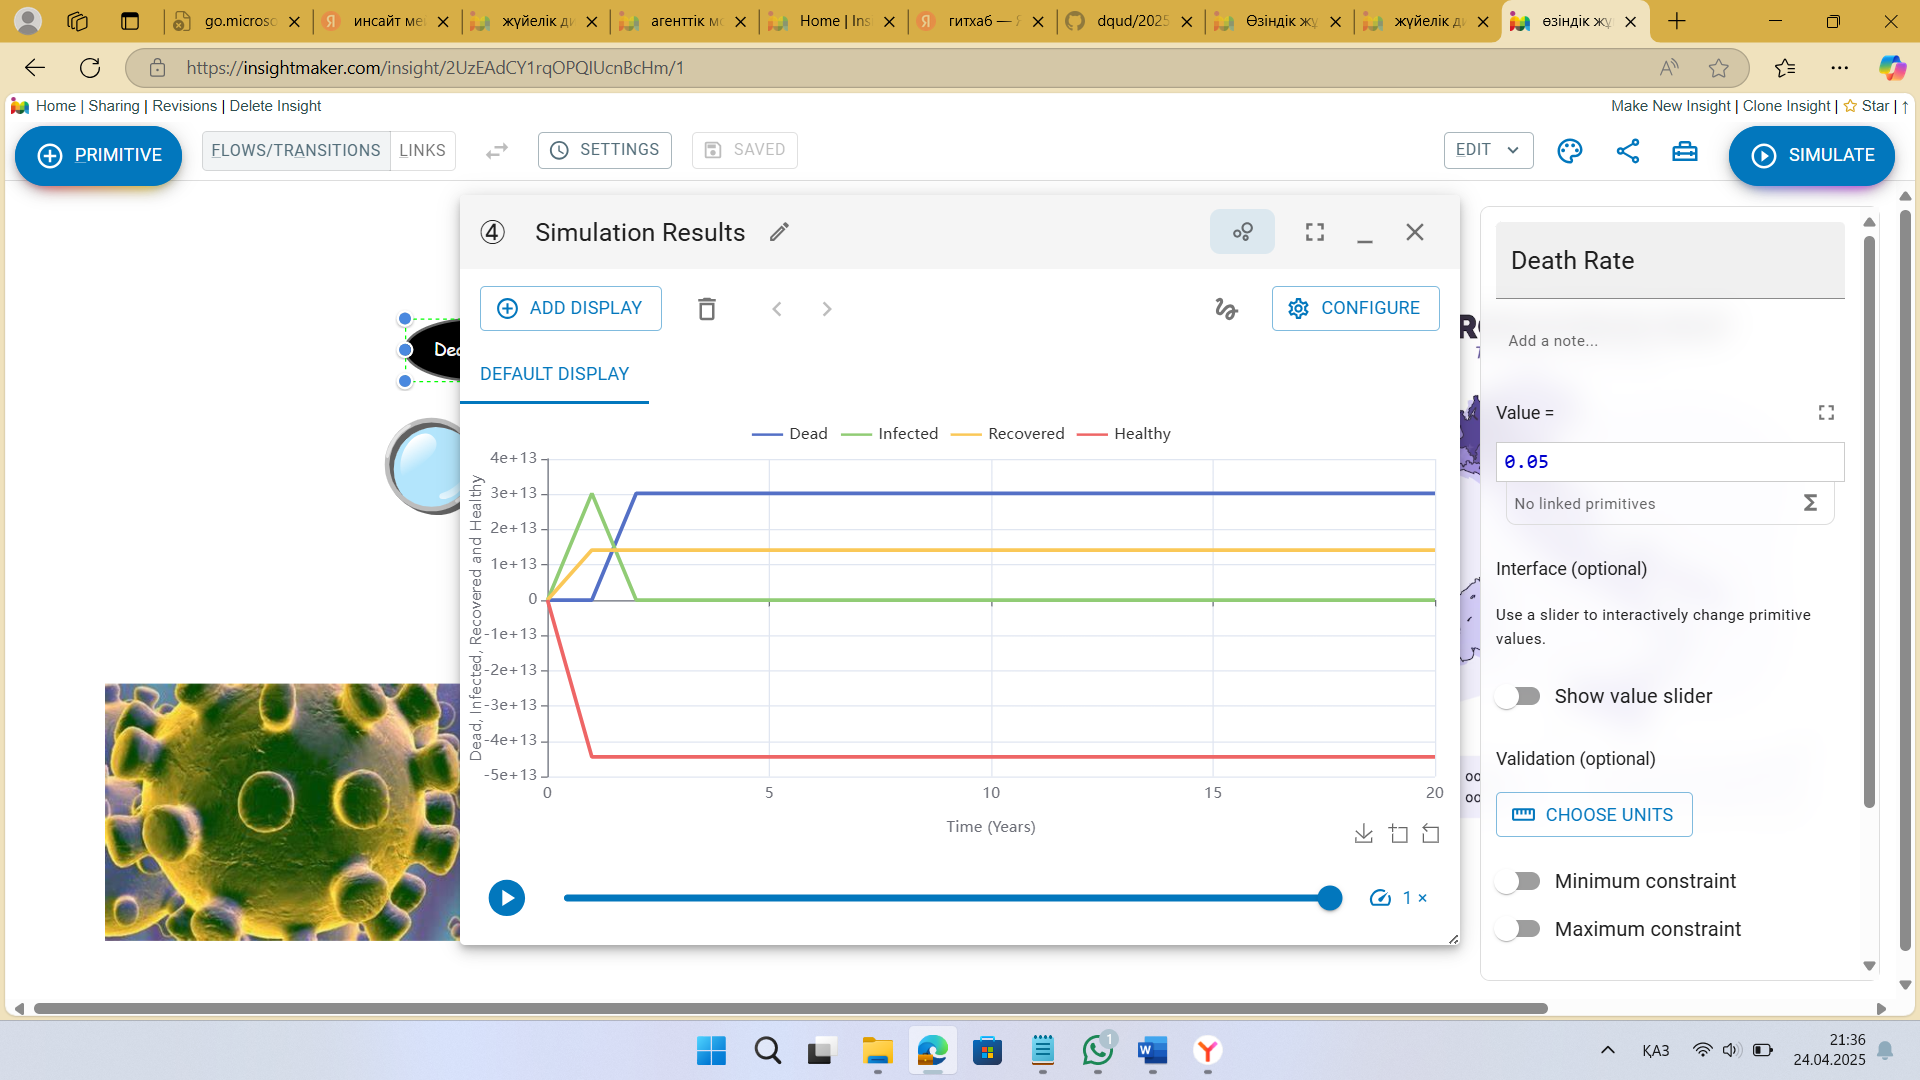 go.microsc
инсайт ме
жүйелік ди
агенттік м
Home | Ins
гитхаб — Я
dqud/2025
Өзіндік жұ
жүйелік ди
өзіндік жұ
https://insightmaker.com/insight/2UzEAdCY1rqOPQIUcnBcHm/1
Home | Sharing | Revisions | Delete Insight
Make New Insight | Clone Insight | Star | ↑
PRIMITIVE
FLOWS/TRANSITIONS
LINKS
SETTINGS
SAVED
EDIT
SIMULATE
4
Simulation Results
ADD DISPLAY
CONFIGURE
DEFAULT DISPLAY
Dead Infected Recovered Healthy
Dead, Infected, Recovered and Healthy
4e+13
3e+13
2e+13
1e+13
0
-1e+13
-2e+13
-3e+13
-4e+13
-5e+13
0 5 10 15 20
Time (Years)
1 ×
Death Rate
Add a note...
Value =
0.05
No linked primitives
Σ
Interface (optional)
Use a slider to interactively change primitive
values.
Show value slider
Validation (optional)
CHOOSE UNITS
Minimum constraint
Maximum constraint
1
ҚАЗ
21:36
24.04.2025